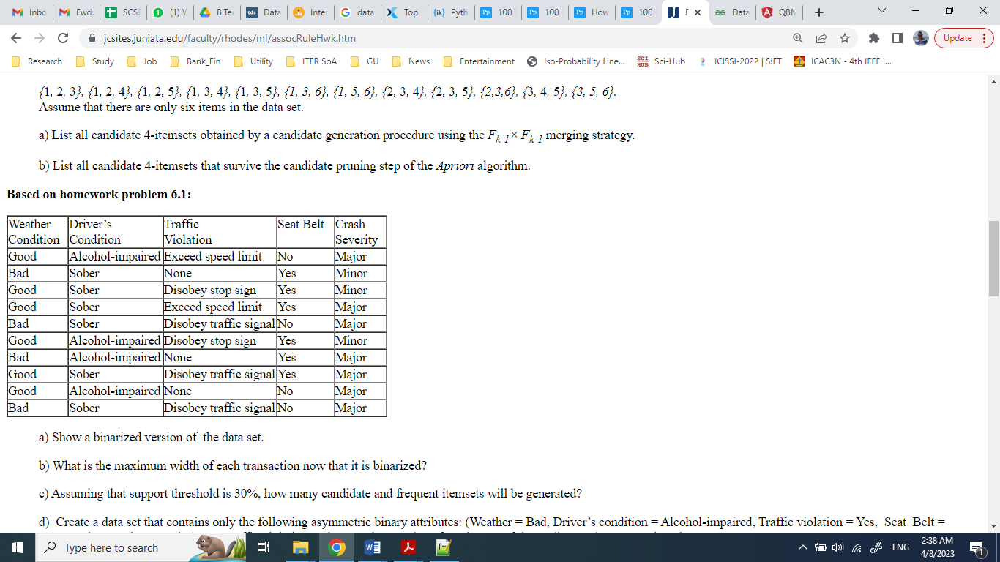 Inbo
Fwd:
SCSE
(1) V
B.Te
tds
Data
Inter
data
Top
{ik}
Pyth
Pp
100
Pp
100
Pp
How
Pp
100
Data
QBM
jcsites.juniata.edu/faculty/rhodes/ml/assocRuleHwk.htm
Update
Research
Study
Job
Bank_Fin
Utility
ITER SoA
GU
News
Entertainment
Iso-Probability Line...
SCI HUB
Sci-Hub
ICISSI-2022 | SIET
ICAC3N - 4th IEEE I...
{1, 2, 3}, {1, 2, 4}, {1, 2, 5}, {1, 3, 4}, {1, 3, 5}, {1, 3, 6}, {1, 5, 6}, {2, 3, 4}, {2, 3, 5}, {2,3,6}, {3, 4, 5}, {3, 5, 6}.
Assume that there are only six items in the data set.
a) List all candidate 4-itemsets obtained by a candidate generation procedure using the Fk-1× Fk-1 merging strategy.
b) List all candidate 4-itemsets that survive the candidate pruning step of the Apriori algorithm.
Based on homework problem 6.1:
Weather Condition | Driver's Condition | Traffic Violation | Seat Belt | Crash Severity
Good | Alcohol-impaired | Exceed speed limit | No | Major
Bad | Sober | None | Yes | Minor
Good | Sober | Disobey stop sign | Yes | Minor
Good | Sober | Exceed speed limit | Yes | Major
Bad | Sober | Disobey traffic signal | No | Major
Good | Alcohol-impaired | Disobey stop sign | Yes | Minor
Bad | Alcohol-impaired | None | Yes | Major
Good | Sober | Disobey traffic signal | Yes | Major
Good | Alcohol-impaired | None | No | Major
Bad | Sober | Disobey traffic signal | No | Major
a) Show a binarized version of the data set.
b) What is the maximum width of each transaction now that it is binarized?
c) Assuming that support threshold is 30%, how many candidate and frequent itemsets will be generated?
d) Create a data set that contains only the following asymmetric binary attributes: (Weather = Bad, Driver's condition = Alcohol-impaired, Traffic violation = Yes, Seat Belt =
Type here to search
ENG
2:38 AM
4/8/2023
1